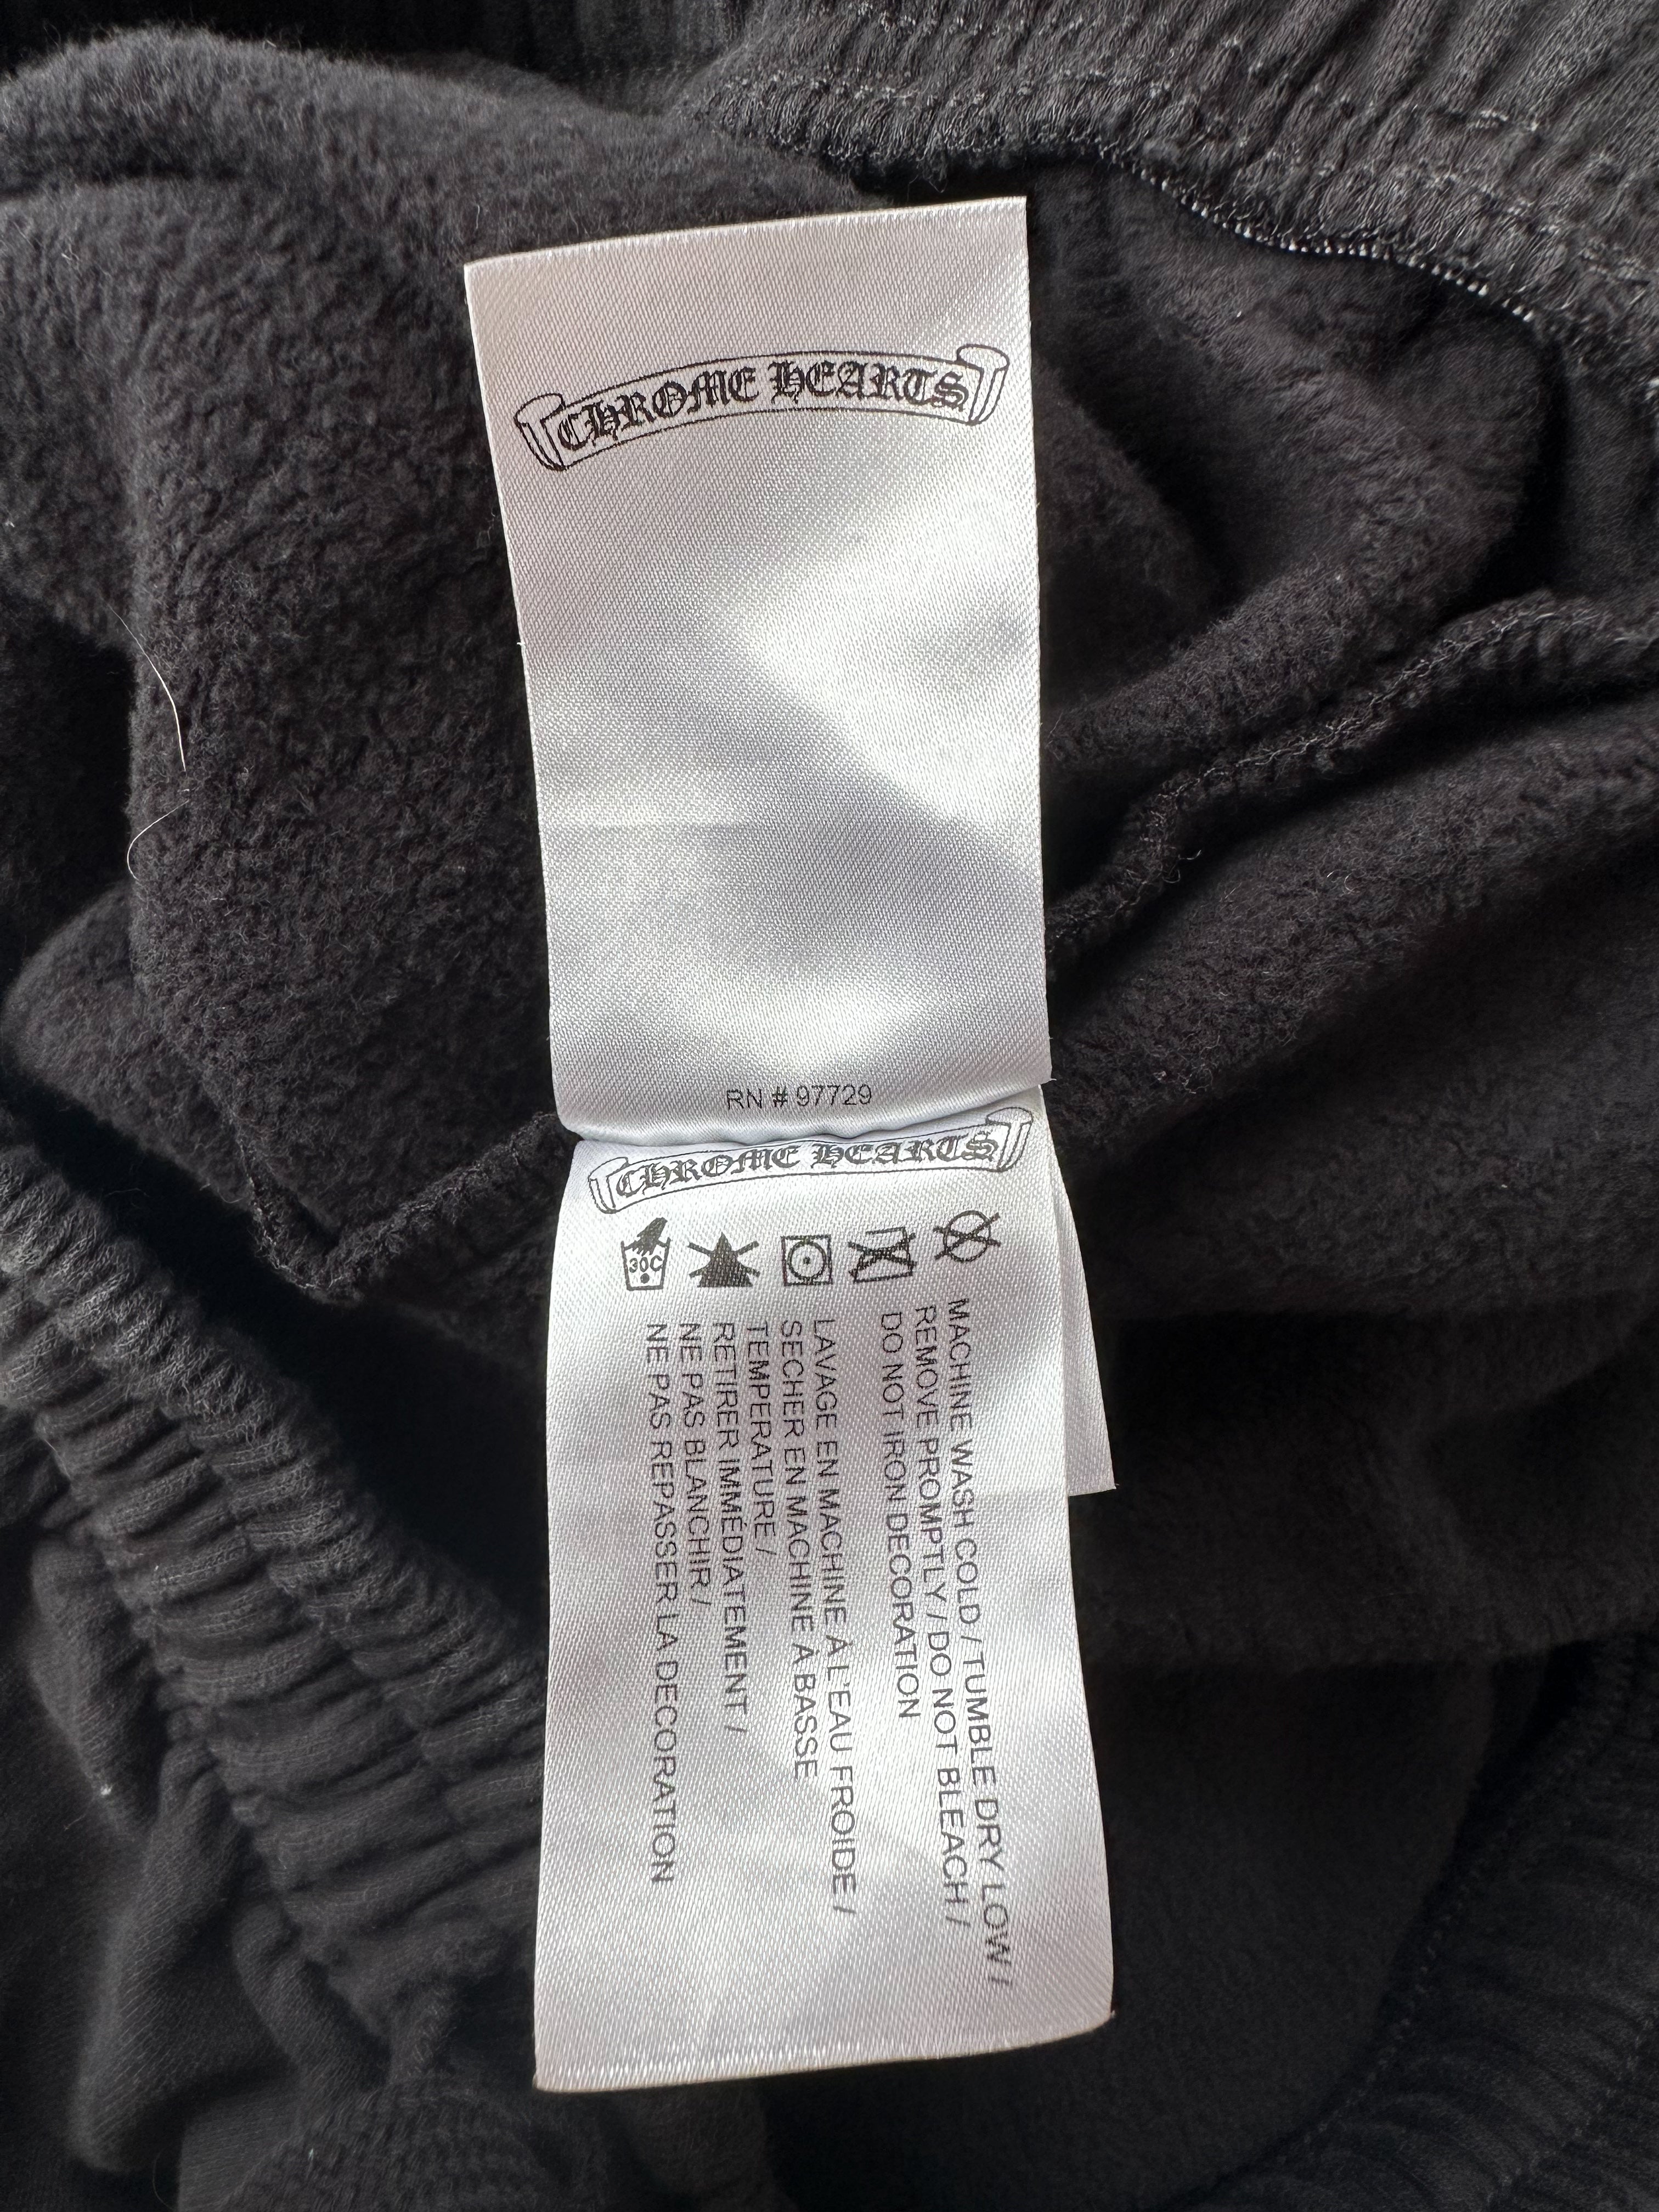 CHROME HEARTS
RN # 97729
CHROME HEARTS
30C
MACHINE WASH COLD / TUMBLE DRY LOW /
REMOVE PROMPTLY / DO NOT BLEACH /
DO NOT IRON DECORATION
LAVAGE EN MACHINE À L'EAU FROIDE /
SECHER EN MACHINE À BASSE
TEMPERATURE /
RETIRER IMMÉDIATEMENT /
NE PAS BLANCHIR /
NE PAS REPASSER LA DECORATION